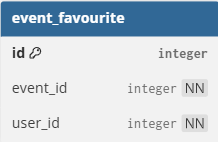 event_favourite
id integer
event_id integer NN
user_id integer NN